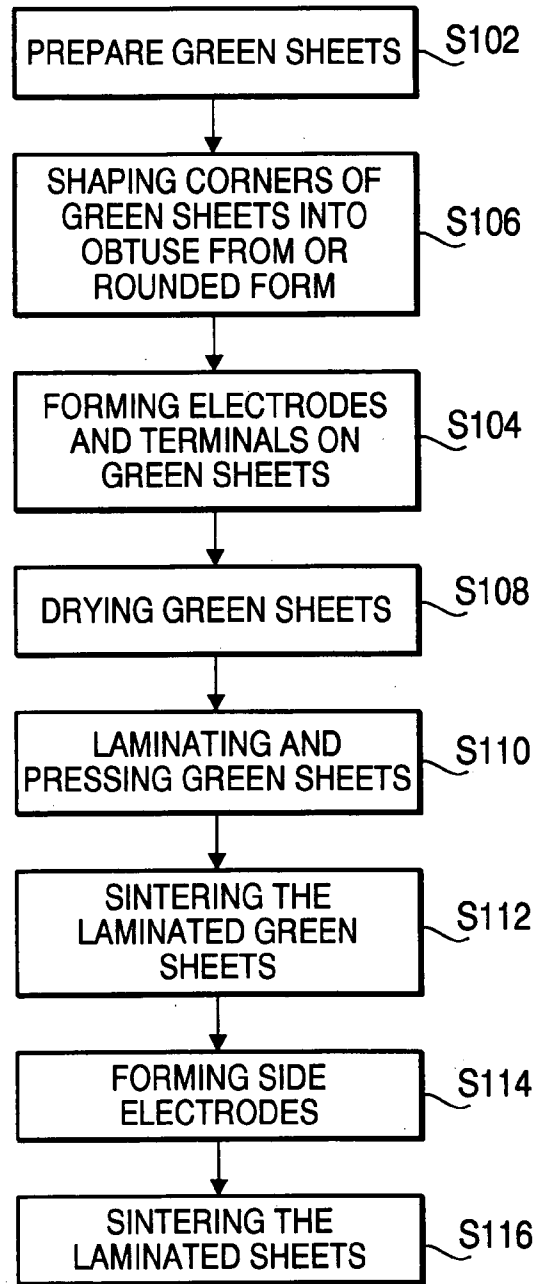 PREPARE GREEN SHEETS
S102
SHAPING CORNERS OF
GREEN SHEETS INTO
OBTUSE FROM OR
ROUNDED FORM
S106
FORMING ELECTRODES
AND TERMINALS ON
GREEN SHEETS
S104
DRYING GREEN SHEETS
S108
LAMINATING AND
PRESSING GREEN SHEETS
S110
SINTERING THE
LAMINATED GREEN
SHEETS
S112
FORMING SIDE
ELECTRODES
S114
SINTERING THE
LAMINATED SHEETS
S116